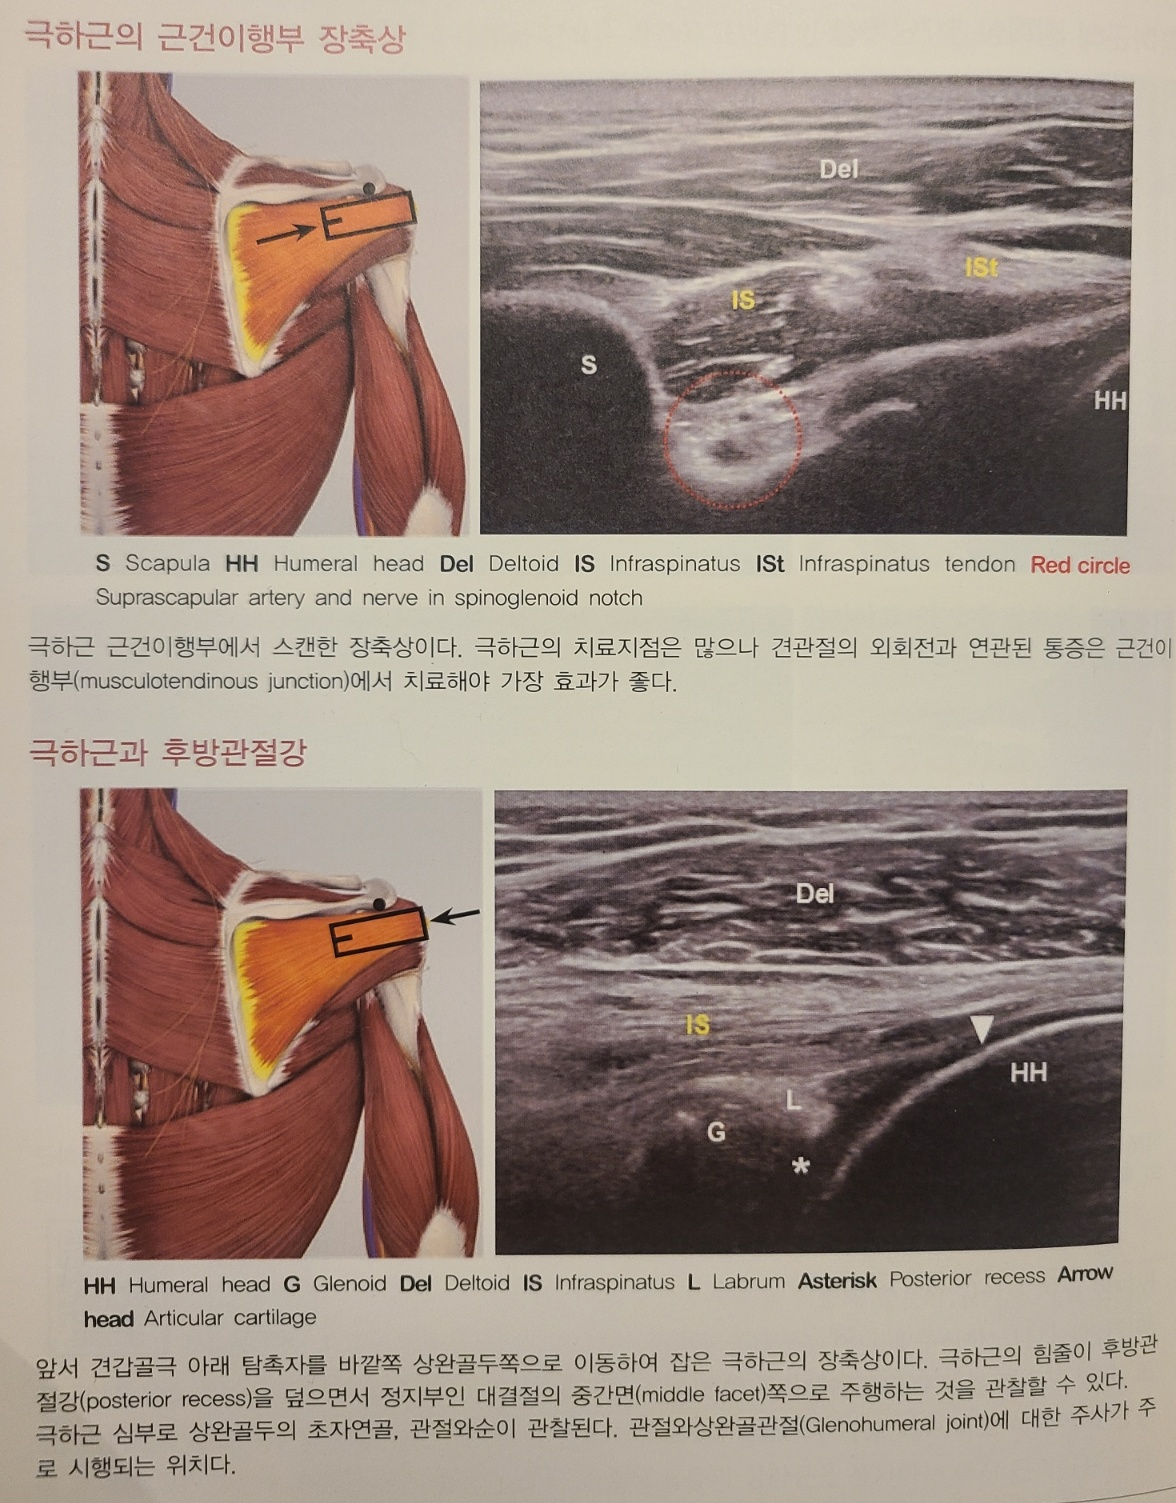 극하근의 근건이행부 장축상
Del
ISt
IS
S
HH
S Scapula HH Humeral head Del Deltoid IS Infraspinatus ISt Infraspinatus tendon Red circle
Suprascapular artery and nerve in spinoglenoid notch
극하근 근건이행부에서 스캔한 장축상이다. 극하근의 치료지점은 많으나 견관절의 외회전과 연관된 통증은 근건이
행부(musculotendinous junction)에서 치료해야 가장 효과가 좋다.
극하근과 후방관절강
Del
IS
HH
L
G
*
HH Humeral head G Glenoid Del Deltoid IS Infraspinatus L Labrum Asterisk Posterior recess Arrow
head Articular cartilage
앞서 견갑골극 아래 탐촉자를 바깥쪽 상완골두쪽으로 이동하여 잡은 극하근의 장축상이다. 극하근의 힘줄이 후방관
절강(posterior recess)을 덮으면서 정지부인 대결절의 중간면(middle facet)쪽으로 주행하는 것을 관찰할 수 있다.
극하근 심부로 상완골두의 초자연골, 관절와순이 관찰된다. 관절와상완골관절(Glenohumeral joint)에 대한 주사가 주
로 시행되는 위치다.